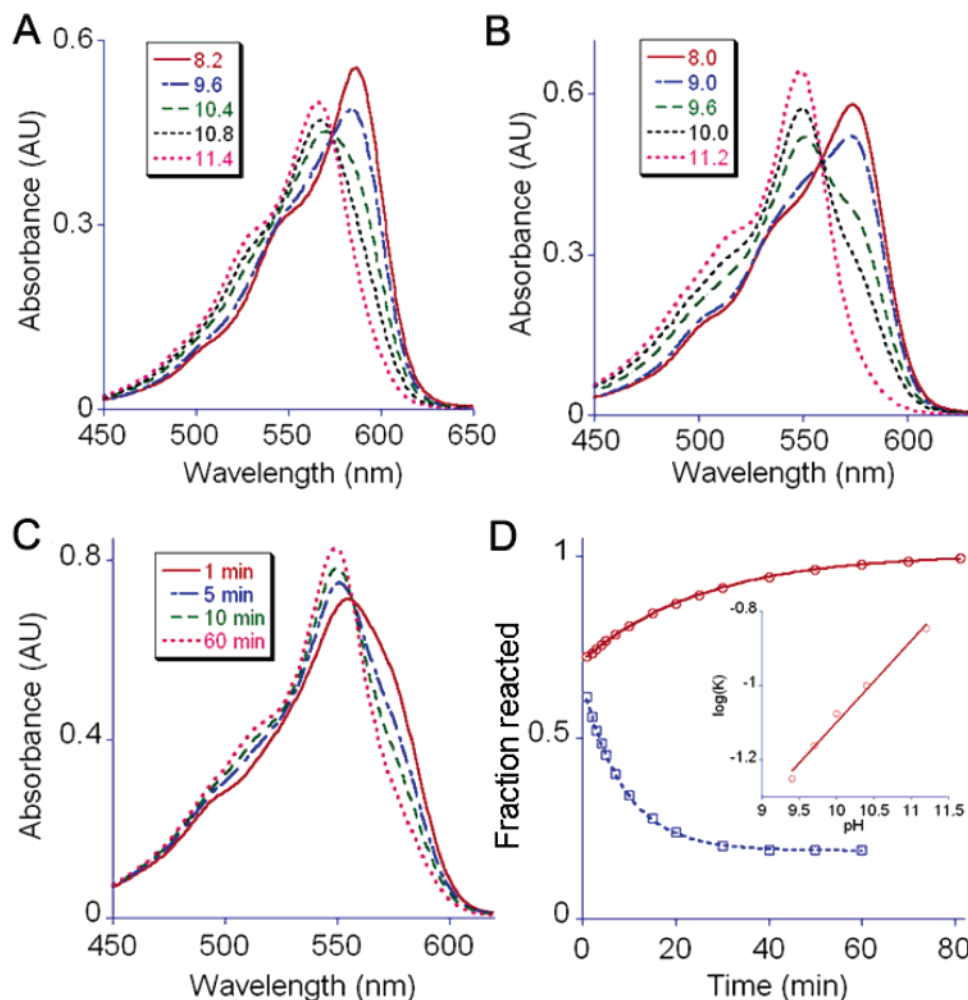 A
0.6
0.3
0
Absorbance (AU)
8.2
9.6
10.4
10.8
11.4
450 500 550 600 650
Wavelength (nm)
B
0.6
0.3
0
Absorbance (AU)
8.0
9.0
9.6
10.0
11.2
450 500 550 600
Wavelength (nm)
C
0.8
0.4
0
Absorbance (AU)
1 min
5 min
10 min
60 min
450 500 550 600
Wavelength (nm)
D
1
0.5
0
Fraction reacted
-0.8
-1
-1.2
log(K)
9 9.5 10 10.5 11 11.5
pH
0 20 40 60 80
Time (min)